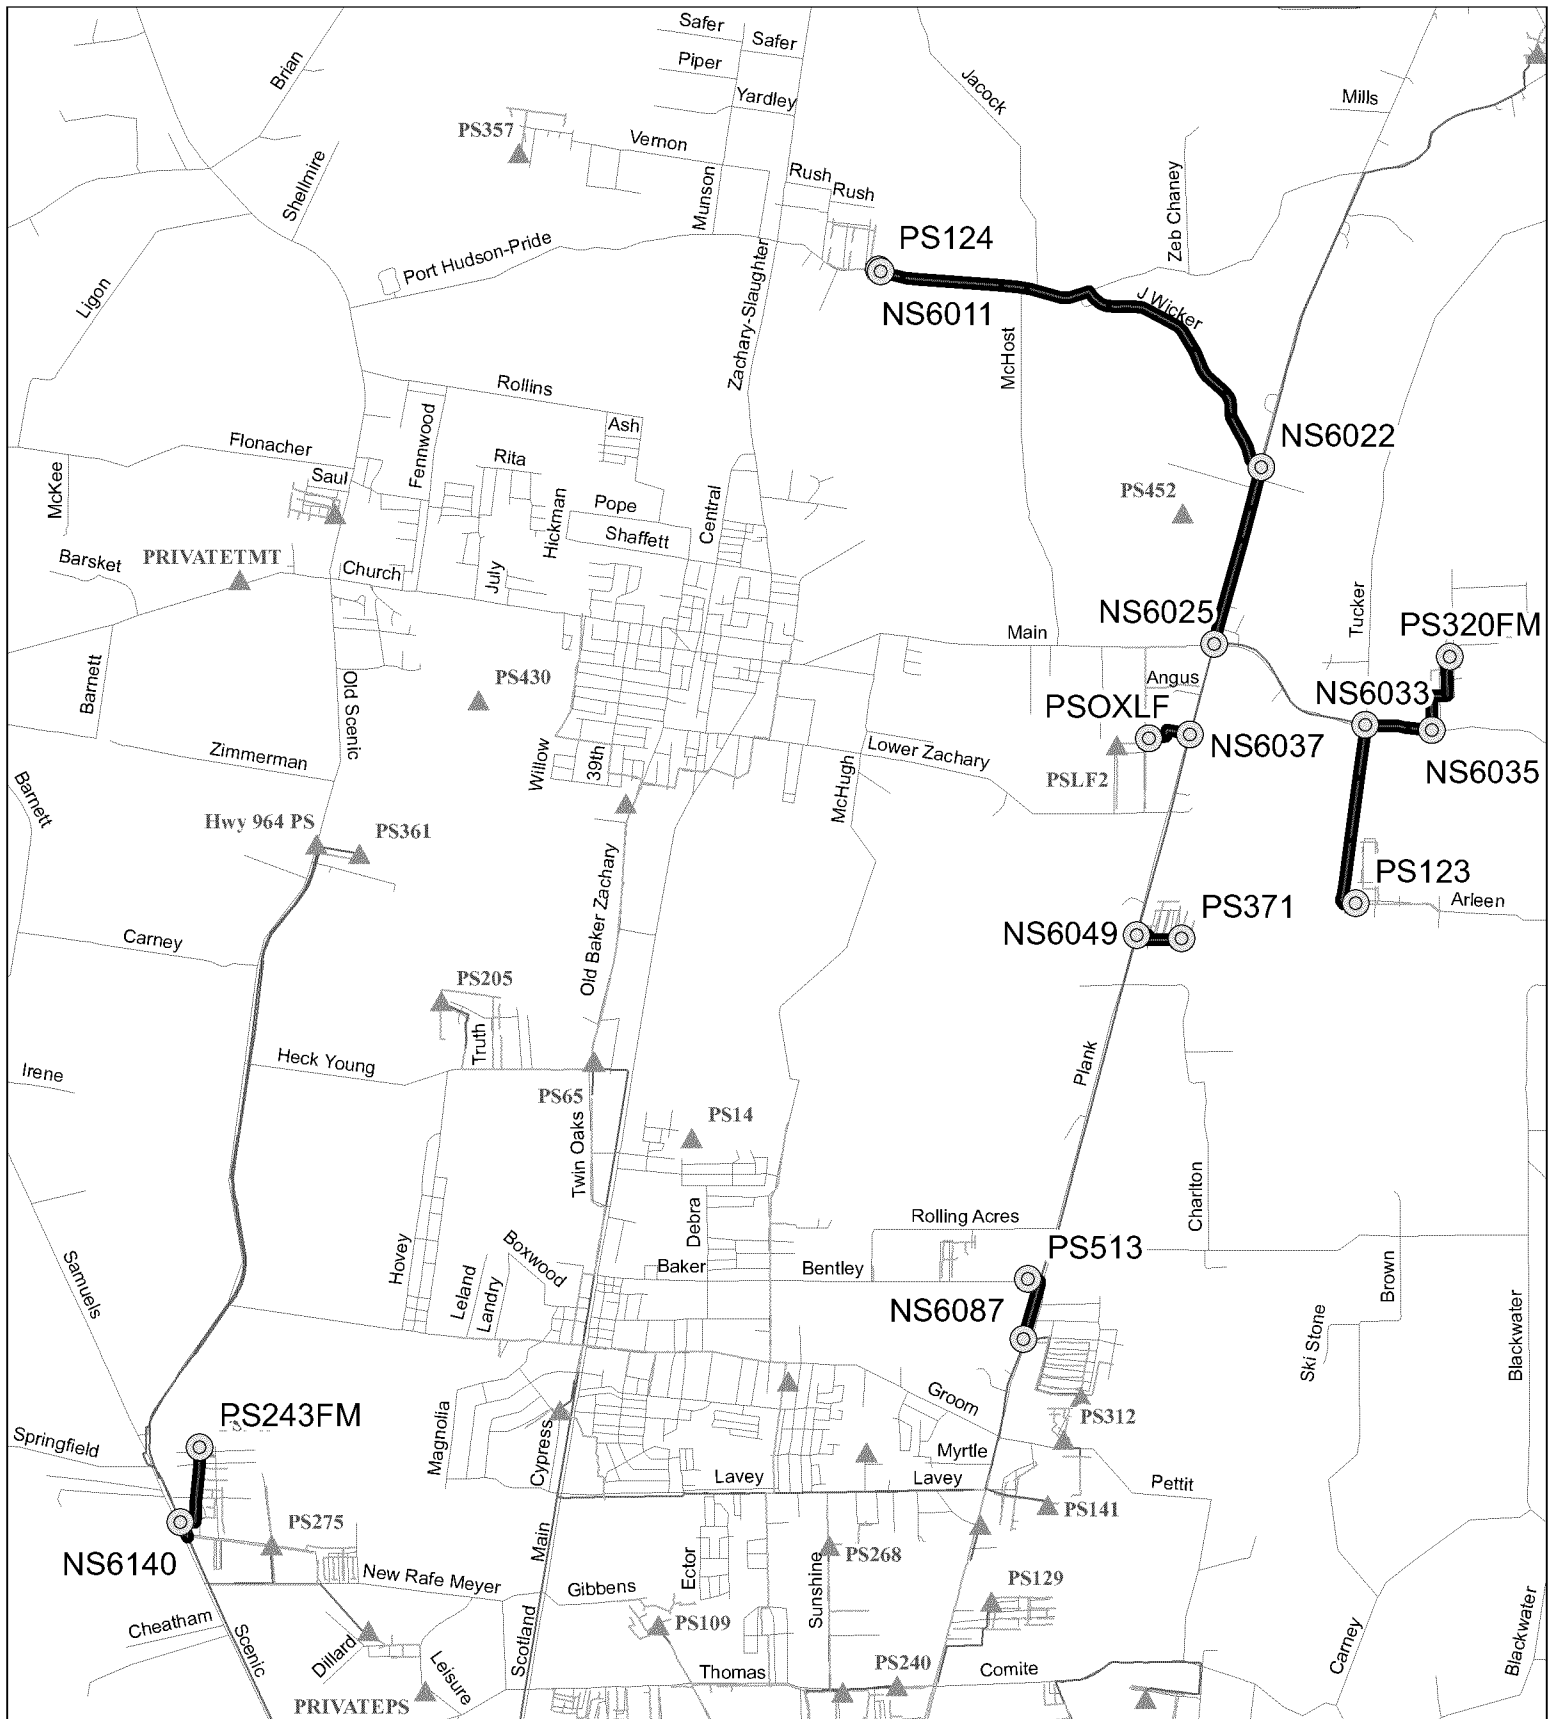 Safer
Safer
Piper
Yardley
Brian
Jacock
Mills
PS357
Vernon
Shellmire
Munson
Rush
Rush
Zeb Chaney
PS124
Port Hudson-Pride
Ligon
Zachary-Slaughter
NS6011
J Wicker
McHost
Rollins
Fennwood
Ash
Flonacher
Rita
NS6022
McKee
Saul
Hickman
Pope
Central
PS452
Shaffett
Barsket
PRIVATETMT
Church
July
Tucker
NS6025
Main
PS320FM
Barnett
Old Scenic
PS430
Angus
NS6033
PSOXLF
NS6037
Zimmerman
Willow
39th
Lower Zachary
McHugh
PSLF2
NS6035
Barnett
Hwy 964 PS
PS361
PS123
PS371
Arleen
Old Baker Zachary
Carney
NS6049
PS205
Truth
Plank
Heck Young
Irene
PS65
PS14
Twin Oaks
Charlton
Debra
Rolling Acres
Samuels
Hovey
Boxwood
Baker
Bentley
PS513
Leland
Landry
NS6087
Brown
Ski Stone
Blackwater
PS243FM
Groom
PS312
Springfield
Magnolia
Cypress
Myrtle
Lavey
Lavey
Pettit
PS141
PS275
Main
NS6140
PS268
New Rafe Meyer
Gibbens
Ector
Sunshine
PS129
Cheatham
PS109
Scenic
Dillard
Leisure
Scotland
Thomas
PS240
Comite
Carney
Blackwater
PRIVATEPS